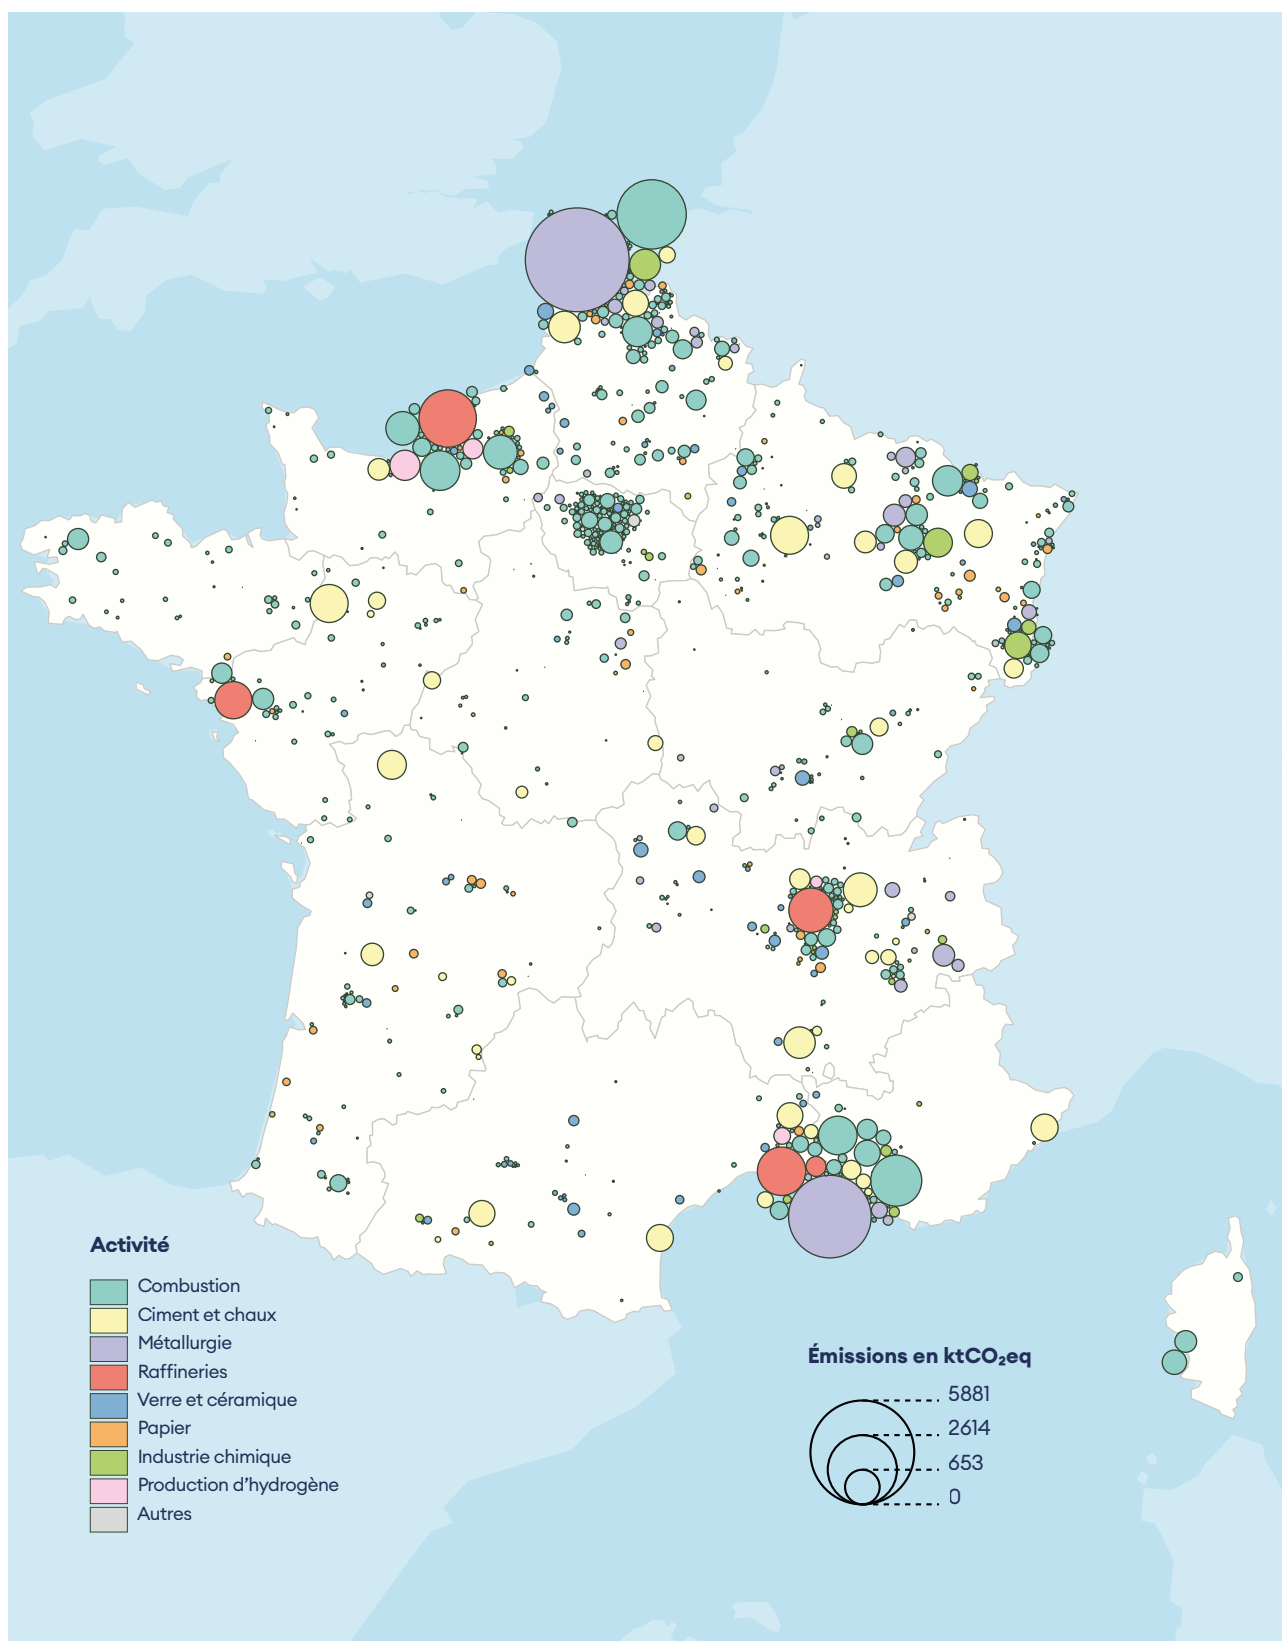 Activité
Combustion
Ciment et chaux
Métallurgie
Raffineries
Verre et céramique
Papier
Industrie chimique
Production d’hydrogène
Autres
Émissions en ktCO₂eq
5881
2614
653
0